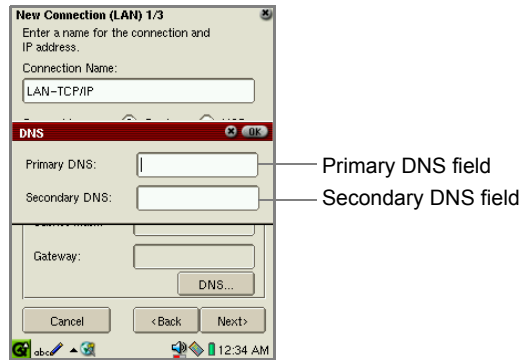 New Connection (LAN) 1/3
Enter a name for the connection and
IP address.
Connection Name:
LAN-TCP/IP
DNS
OK
Primary DNS:
Primary DNS field
Secondary DNS:
Secondary DNS field
Gateway:
DNS...
Cancel
<Back
Next>
abc
12:34 AM